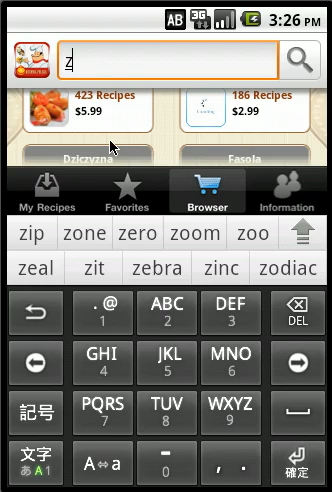 AB 3G 3:26 PM
z
423 Recipes 186 Recipes
$5.99 $2.99
Dziczyzna Fasola
My Recipes Favorites Browser Information
zip zone zero zoom zoo
zeal zit zebra zinc zodiac
. @ ABC DEF DEL
1 2 3
GHI JKL MNO
4 5 6
記号 PQRS TUV WXYZ
7 8 9
文字 A⇔a - , . 確定
あ A 1 0